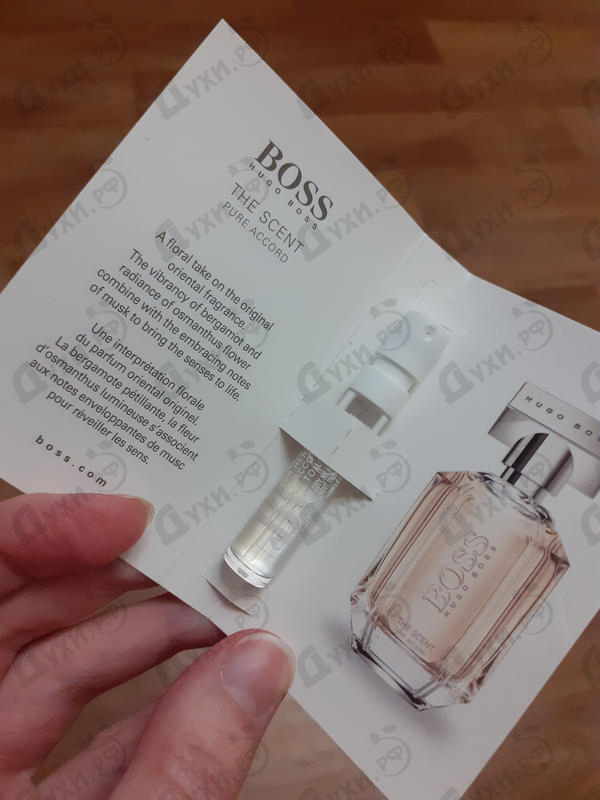 BOSS
HUGO BOSS
THE SCENT
PURE ACCORD
A floral take on the original
oriental fragrance.
The vibrancy of bergamot and
radiance of osmanthus flower
combine with the embracing notes
of musk to bring the senses to life.
Une interprétation florale
du parfum oriental originel.
La bergamote pétillante, la fleur
d'osmanthus lumineuse s'associent
aux notes enveloppantes de musc
pour réveiller les sens.
boss.com
HUGO BOSS
BOSS
HUGO BOSS
THE SCENT
PURE ACCORD
Духи.РФ